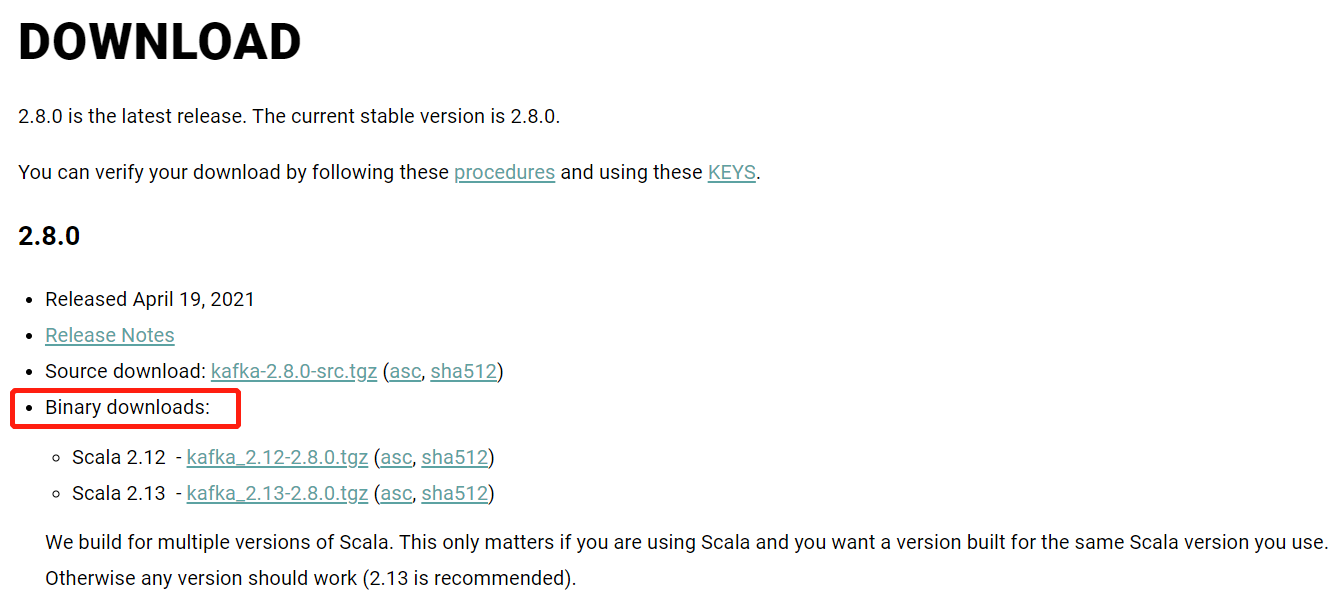 DOWNLOAD
2.8.0 is the latest release. The current stable version is 2.8.0.
You can verify your download by following these procedures and using these KEYS.
2.8.0
• Released April 19, 2021
• Release Notes
• Source download: kafka-2.8.0-src.tgz (asc, sha512)
• Binary downloads:
◦ Scala 2.12  - kafka_2.12-2.8.0.tgz (asc, sha512)
◦ Scala 2.13  - kafka_2.13-2.8.0.tgz (asc, sha512)
We build for multiple versions of Scala. This only matters if you are using Scala and you want a version built for the same Scala version you use.
Otherwise any version should work (2.13 is recommended).